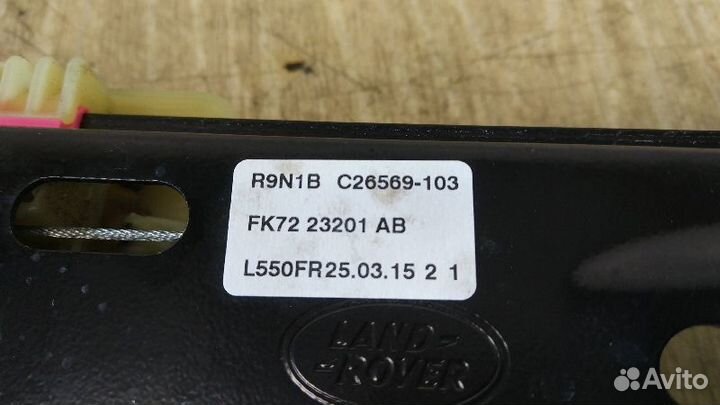 R9N1B C26569-103
FK72 23201 AB
L550FR25.03.15 2 1
LAND-
-ROVER
Avito